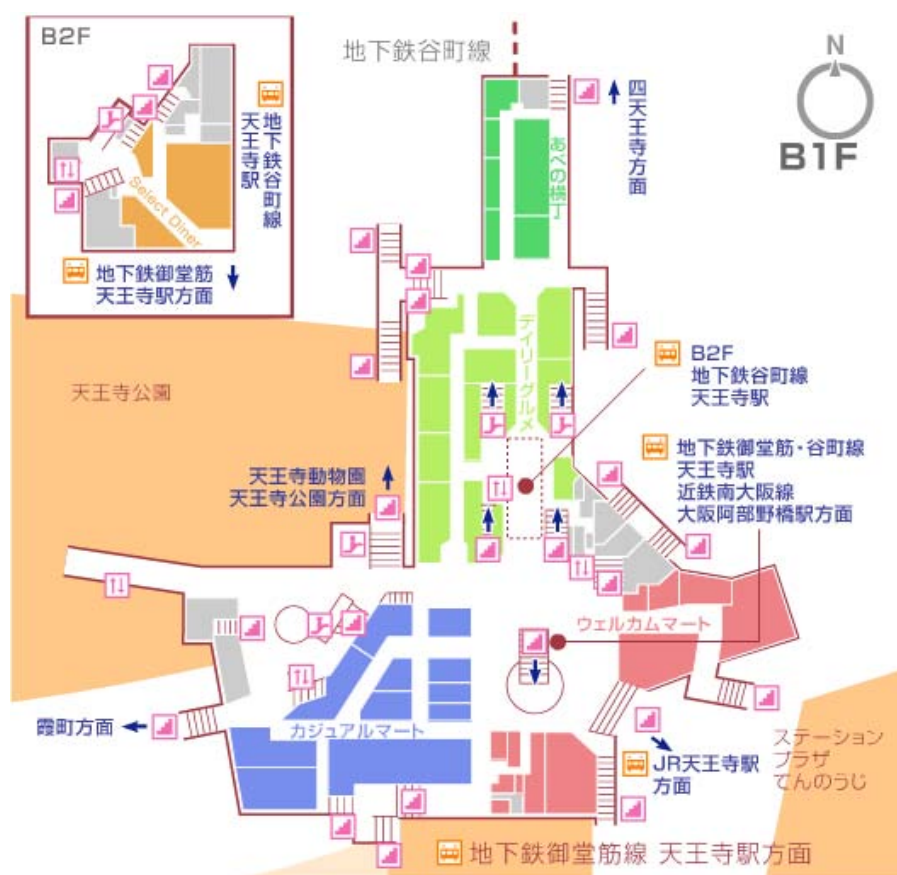 B2F
地下鉄谷町線
天王寺駅
Select Diner
地下鉄御堂筋
天王寺駅方面
地下鉄谷町線
N
B1F
四天王寺方面
あべの横丁
デイリーグルメ
B2F
地下鉄谷町線
天王寺駅
天王寺公園
地下鉄御堂筋・谷町線
天王寺駅
近鉄南大阪線
大阪阿部野橋駅方面
天王寺動物園
天王寺公園方面
ウェルカムマート
霞町方面
カジュアルマート
JR天王寺駅
方面
ステーション
プラザ
てんのうじ
地下鉄御堂筋線 天王寺駅方面